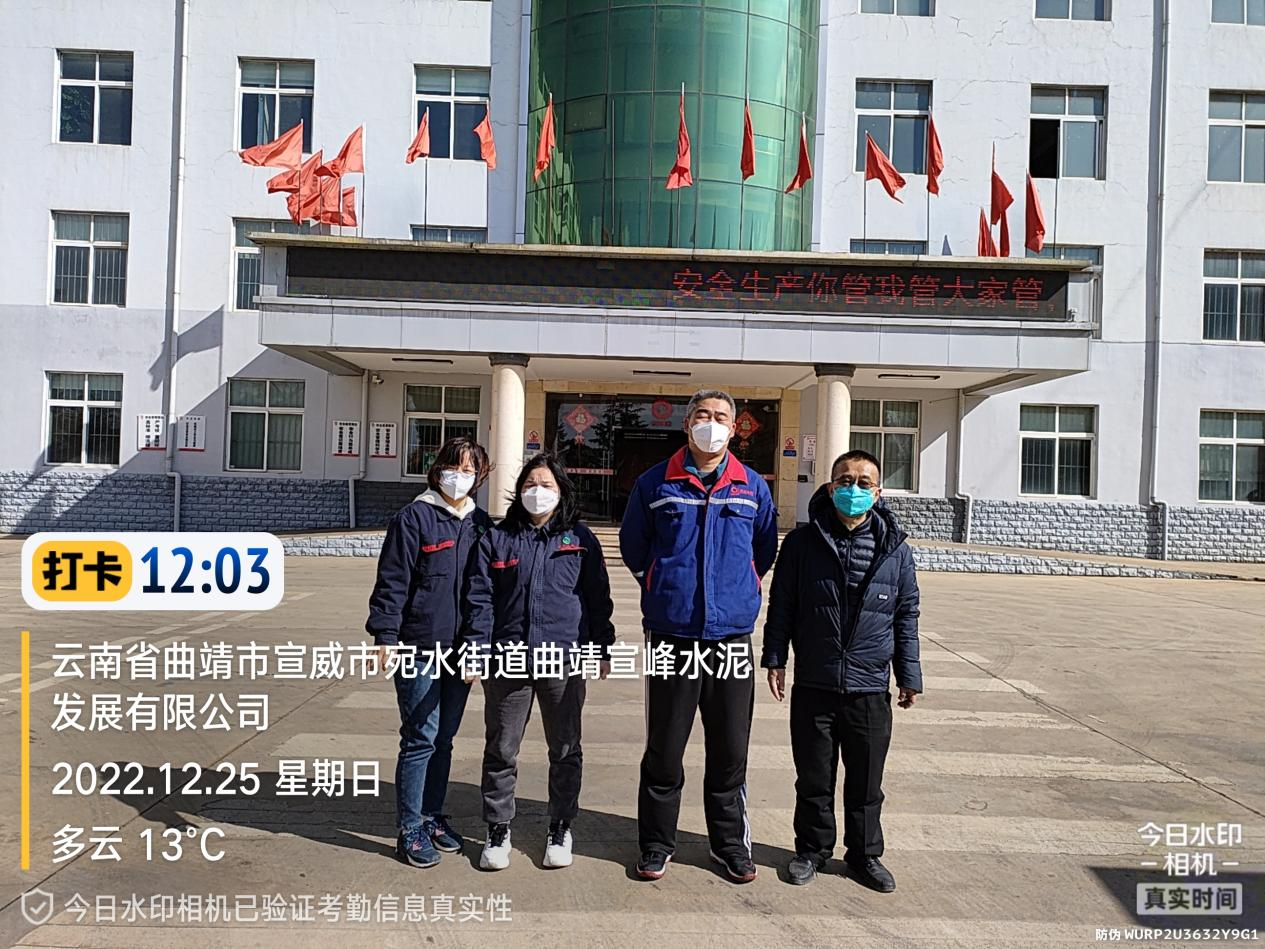 安全生产你管我管大家管,
福
打卡 12:03
云南省曲靖市宣威市宛水街道曲靖宣峰水泥
发展有限公司
2022.12.25 星期日
多云 13°C
今日水印相机已验证考勤信息真实性
今日水印
相机
真实时间
防伪 WURP2U3632Y9G1